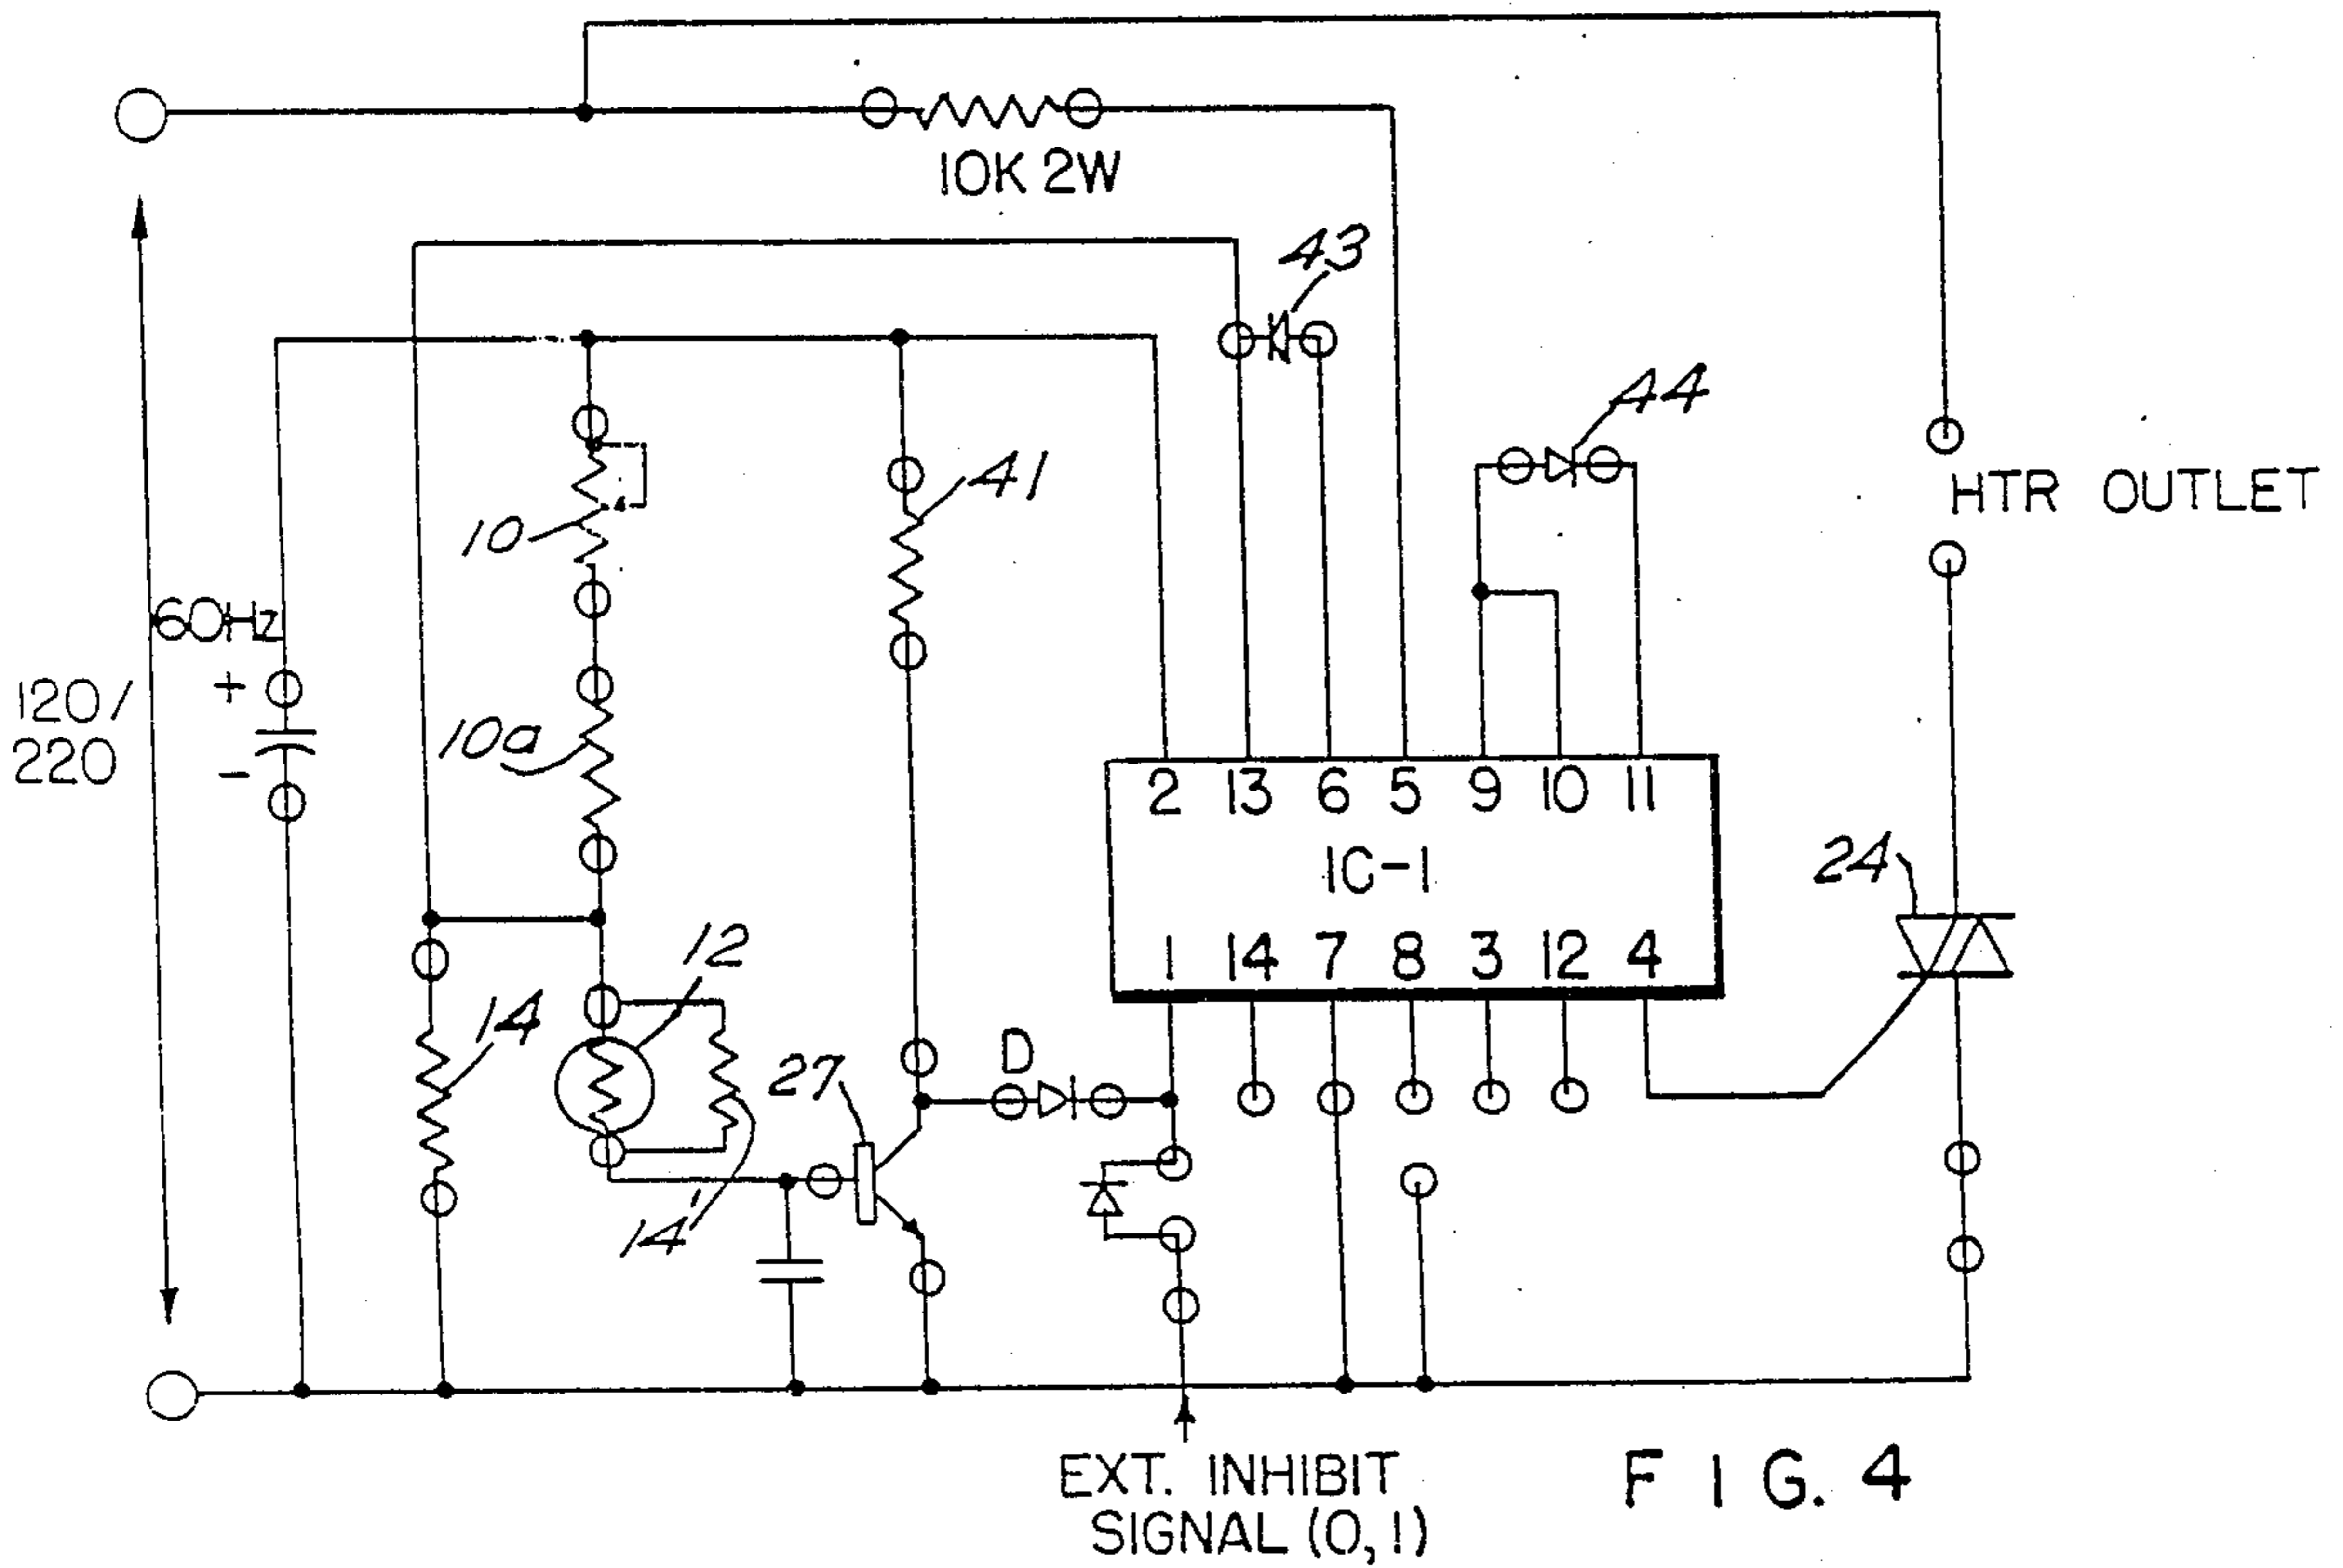 10K 2W
43
44
HTR OUTLET
41
10
60Hz
+
120/
220
10a
-
2 13 6 5 9 10 11
IC-1
24
1 14 7 8 3 12 4
12
14
D
27
14'
EXT. INHIBIT
SIGNAL (0,1)
FIG. 4